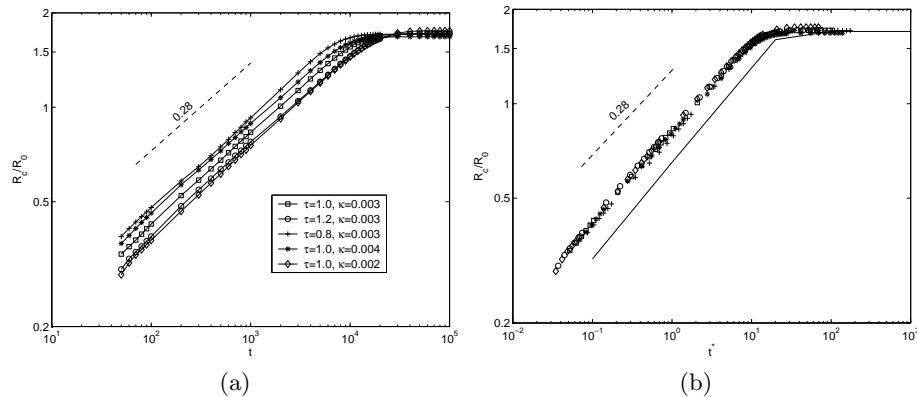 2
1.5
1
0.5
0.2
R_c/R_0
0.28
τ=1.0, κ=0.003
τ=1.2, κ=0.003
τ=0.8, κ=0.003
τ=1.0, κ=0.004
τ=1.0, κ=0.002
10^1 10^2 10^3 10^4 10^5
t
(a)
2
1.5
1
0.5
0.2
R_c/R_0
0.28
10^-2 10^-1 10^0 10^1 10^2 10^3
t^*
(b)